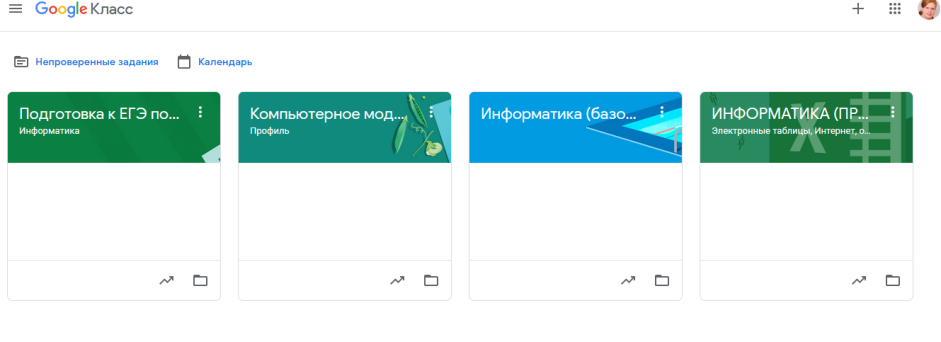 Google Класс
Непроверенные задания
Календарь
Подготовка к ЕГЭ по...
Информатика
Компьютерное мод...
Профиль
Информатика (базо...
ИНФОРМАТИКА (ПР...
Электронные таблицы, Интернет, о...